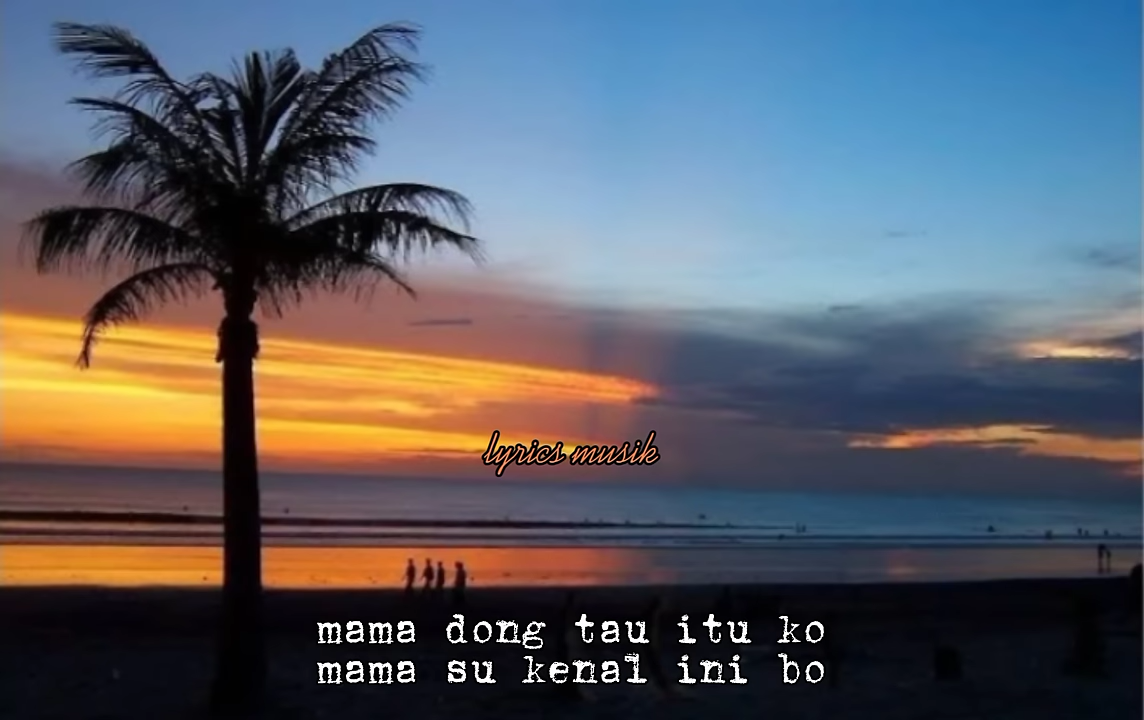 lyrics musik
mama dong tau itu ko
mama su kenal ini bo